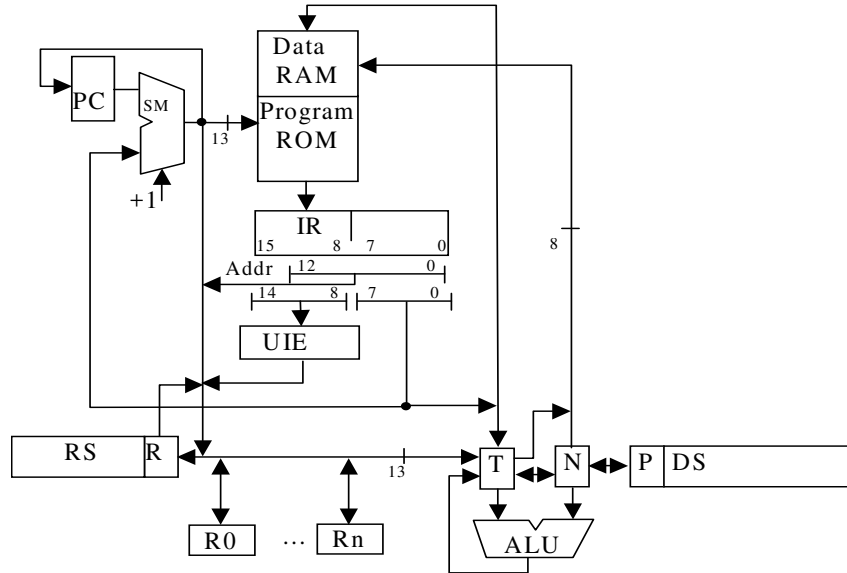 Data
RAM
PC
SM
Program
ROM
13
+1
IR
15 8 7 0
8
Addr
12 0
14 8 7 0
UIE
RS R
13
T
N
P DS
R0 ... Rn
ALU